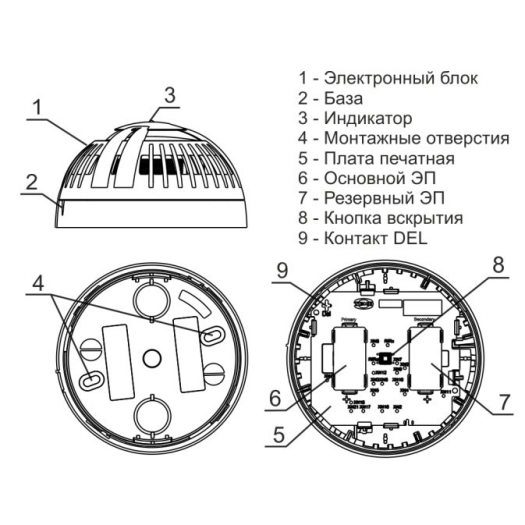 1 - Электронный блок
2 - База
3 - Индикатор
4 - Монтажные отверстия
5 - Плата печатная
6 - Основной ЭП
7 - Резервный ЭП
8 - Кнопка вскрытия
9 - Контакт DEL
3
1
2
4
9
8
Primary
Secondary
6
7
5